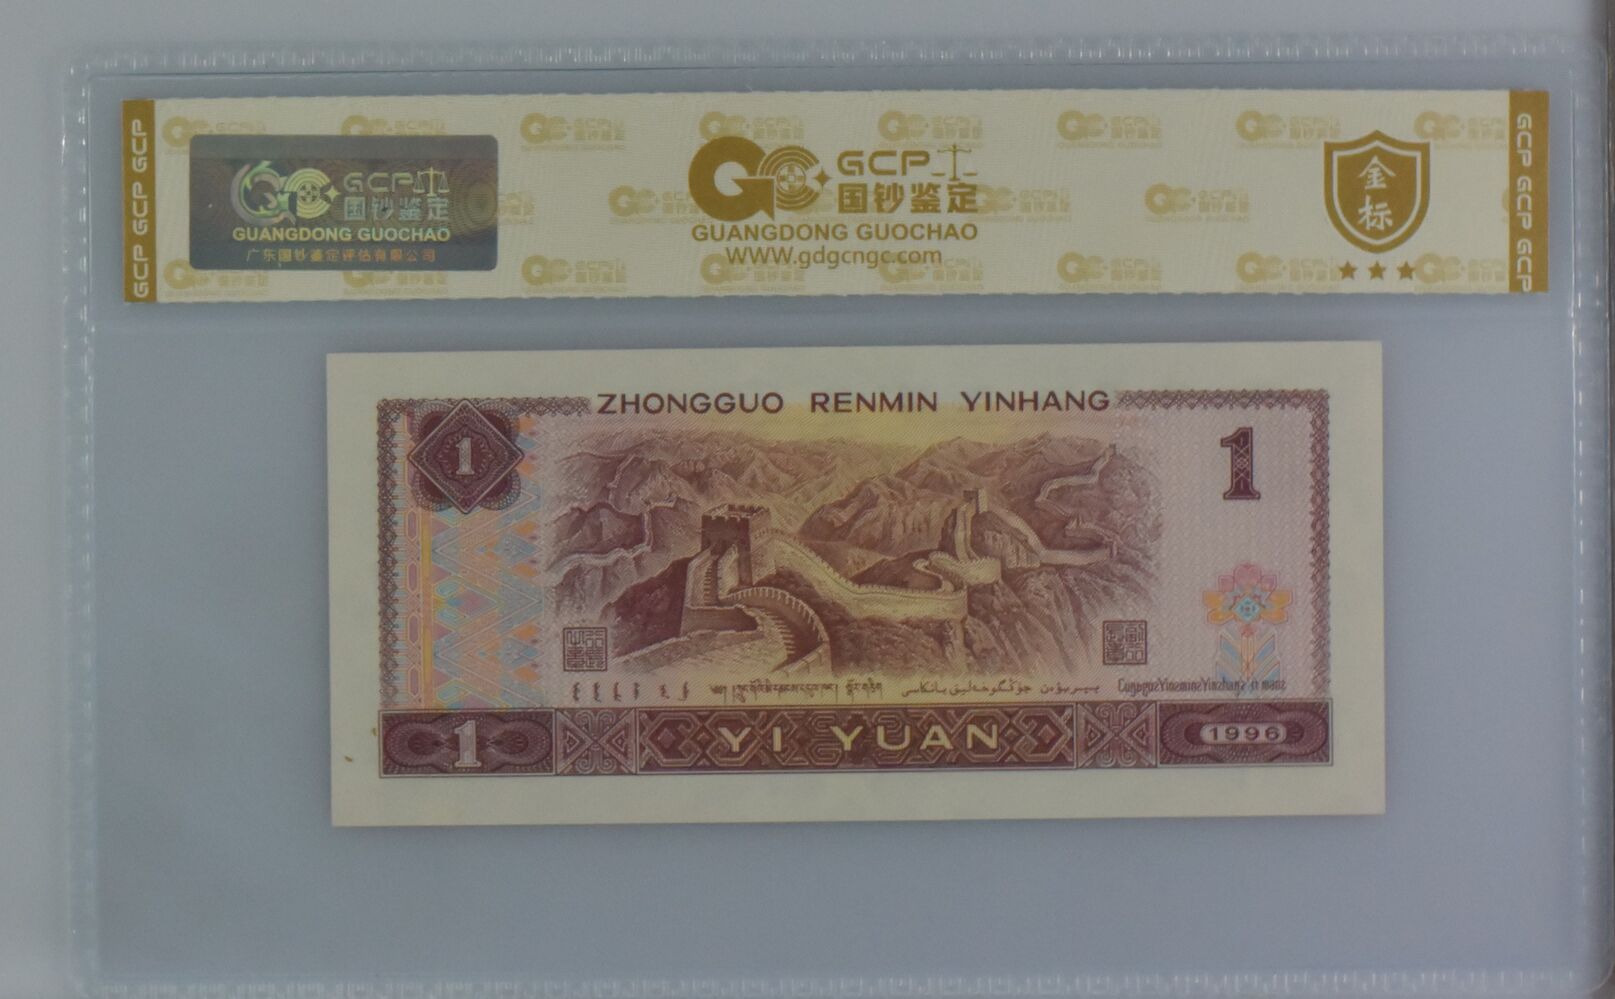 GCP GCP GCP
GCP
国钞鉴定
GUANGDONG GUOCHAO
广东国钞鉴定评估有限公司
GCP
国钞鉴定
GUANGDONG GUOCHAO
WWW.gdgcngc.com
金标
GCP GCP GCP
ZHONGGUO RENMIN YINHANG
1
1
1
YI YUAN
1996